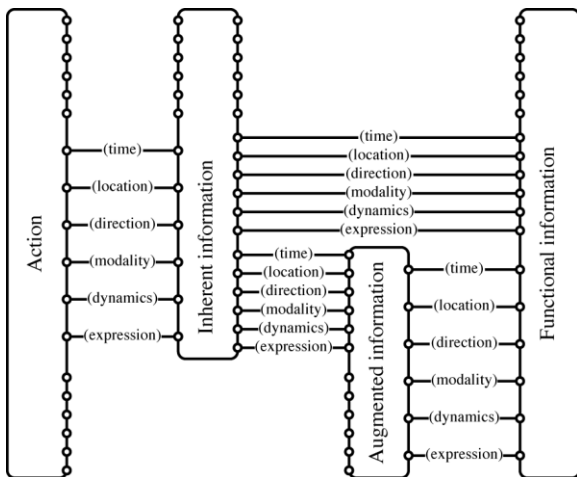 Action
(time)
(location)
(direction)
(modality)
(dynamics)
(expression)
Inherent information
(time)
(location)
(direction)
(modality)
(dynamics)
(expression)
(time)
(location)
(direction)
(modality)
(dynamics)
(expression)
Augmented information
(time)
(location)
(direction)
(modality)
(dynamics)
(expression)
Functional information